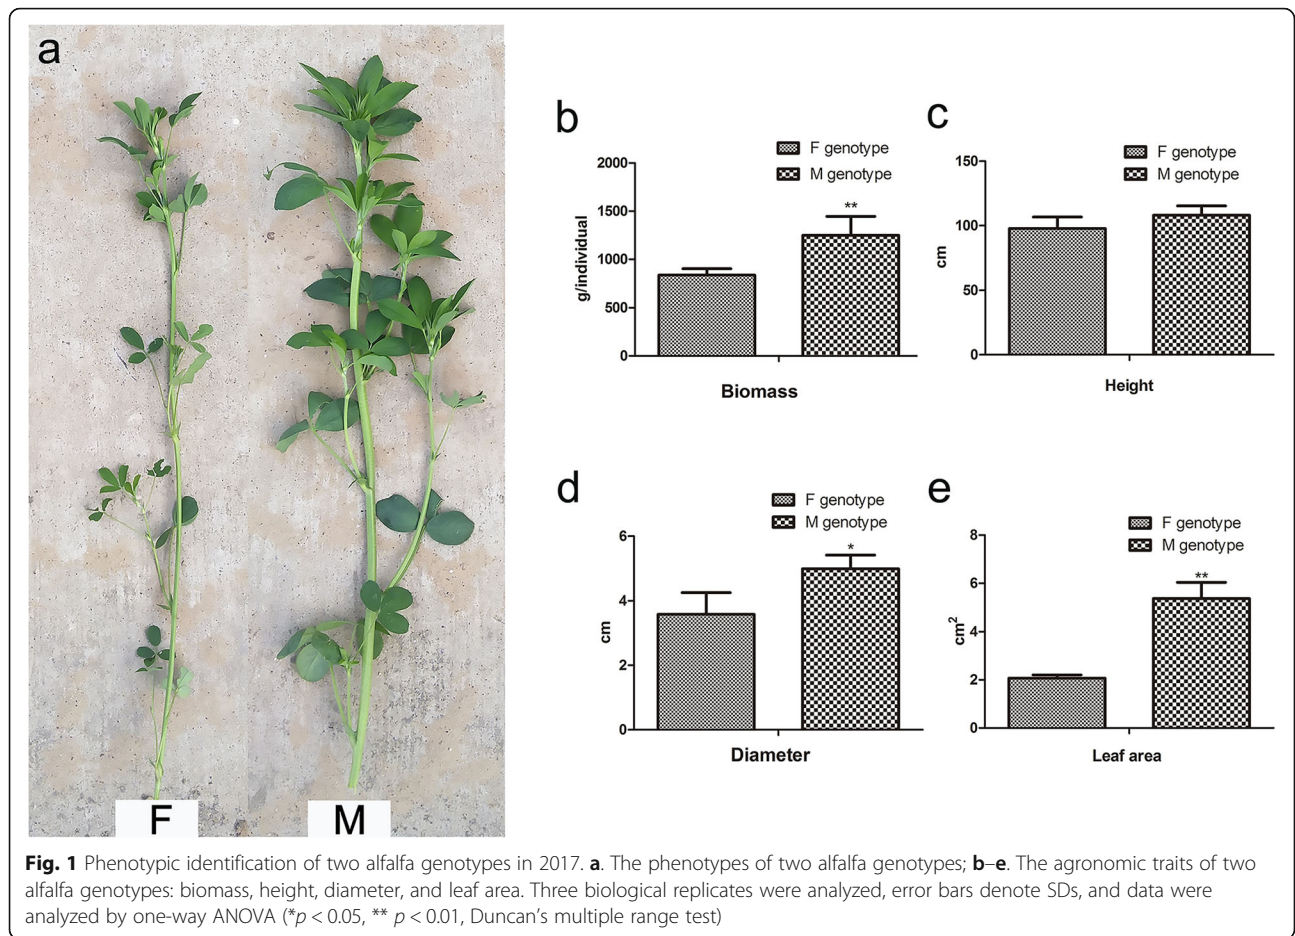 a
F
M
b
F genotype
M genotype
2000
1500
1000
500
0
g/individual
**
Biomass
c
F genotype
M genotype
150
100
50
0
cm
Height
d
F genotype
M genotype
6
4
2
0
cm
*
Diameter
e
F genotype
M genotype
8
6
4
2
0
cm²
**
Leaf area
Fig. 1 Phenotypic identification of two alfalfa genotypes in 2017. a. The phenotypes of two alfalfa genotypes; b–e. The agronomic traits of two
alfalfa genotypes: biomass, height, diameter, and leaf area. Three biological replicates were analyzed, error bars denote SDs, and data were
analyzed by one-way ANOVA (*p < 0.05, ** p < 0.01, Duncan's multiple range test)